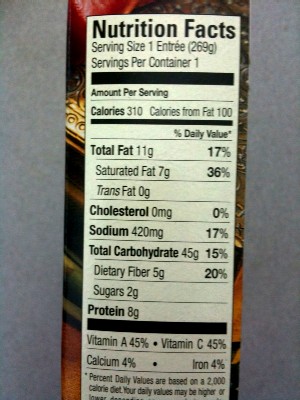 Nutrition Facts
Serving Size 1 Entrée (269g)
Servings Per Container 1
Amount Per Serving
Calories 310 Calories from Fat 100
% Daily Value*
Total Fat 11g 17%
Saturated Fat 7g 36%
Trans Fat 0g
Cholesterol 0mg 0%
Sodium 420mg 17%
Total Carbohydrate 45g 15%
Dietary Fiber 5g 20%
Sugars 2g
Protein 8g
Vitamin A 45% • Vitamin C 45%
Calcium 4% • Iron 4%
*Percent Daily Values are based on a 2,000
calorie diet. Your daily values may be higher or